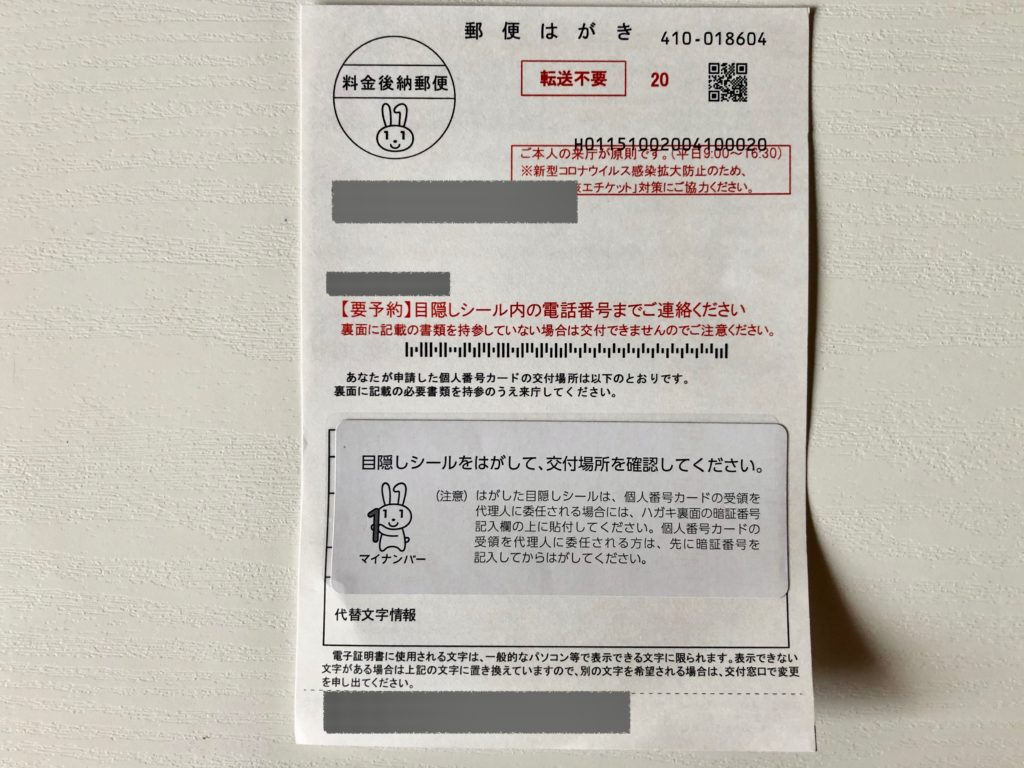 郵便はがき
410-018604
料金後納郵便
転送不要
20
H01151002004100020
ご本人の来庁が原則です。(平日9:00～16:30)
※新型コロナウイルス感染拡大防止のため、
エチケット」対策にご協力ください。
【要予約】目隠しシール内の電話番号までご連絡ください
裏面に記載の書類を持参していない場合は交付できませんのでご注意ください。
あなたが申請した個人番号カードの交付場所は以下のとおりです。
裏面に記載の必要書類を持参のうえ来庁してください。
目隠しシールをはがして、交付場所を確認してください。
(注意) はがした目隠しシールは、個人番号カードの受領を
代理人に委任される場合には、ハガキ裏面の暗証番号
記入欄の上に貼付してください。個人番号カードの
受領を代理人に委任される方は、先に暗証番号を
記入してからはがしてください。
マイナンバー
代替文字情報
電子証明書に使用される文字は、一般的なパソコン等で表示できる文字に限られます。表示できない
文字がある場合は上記の文字に置き換えていますので、別の文字を希望される場合は、交付窓口で変更
を申し出てください。